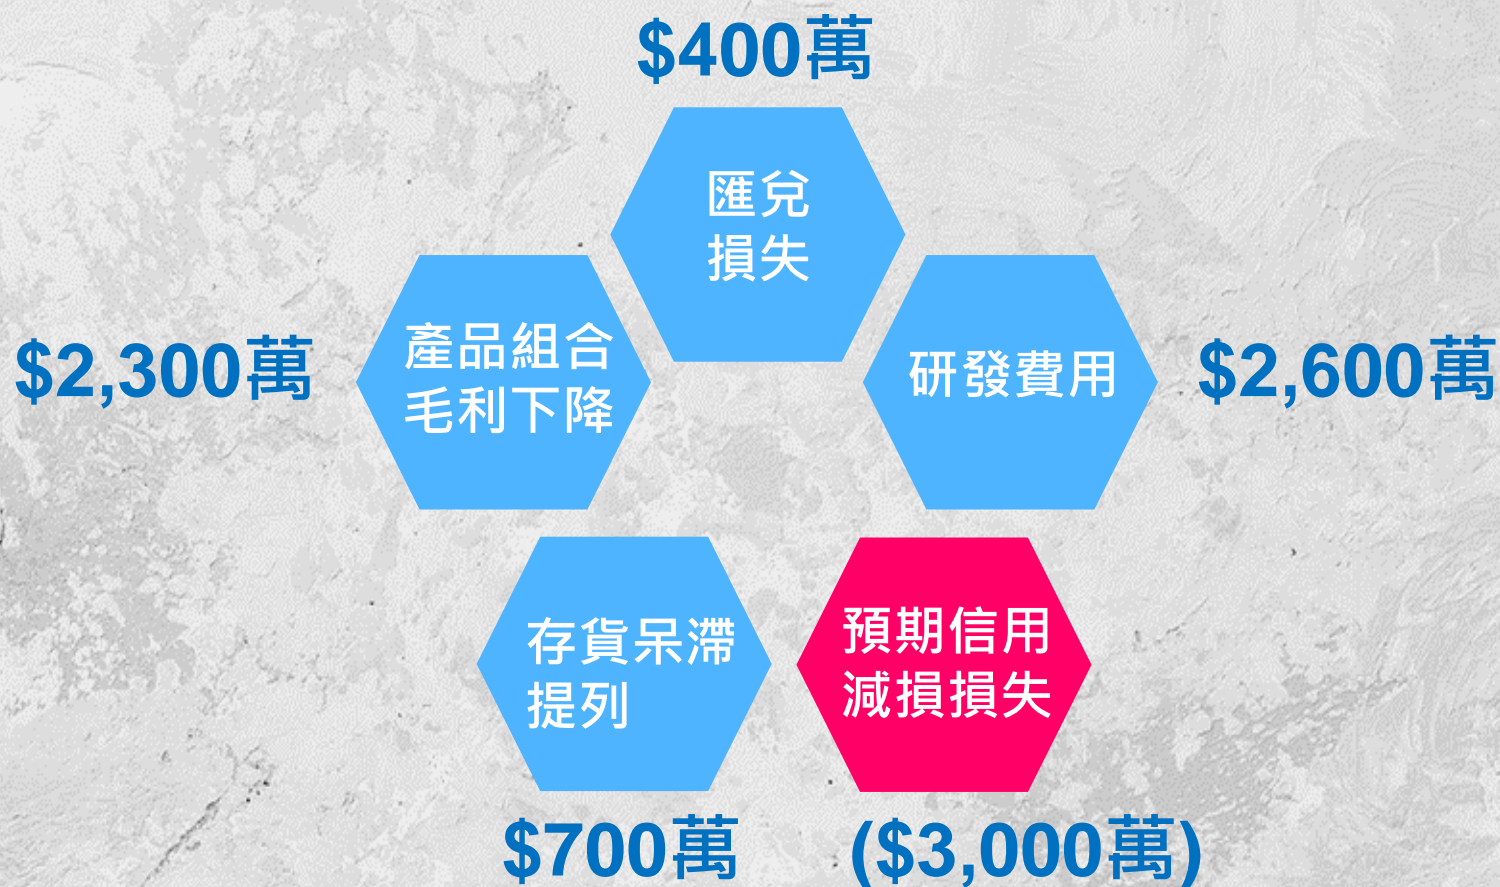 $400萬
匯兌
損失
產品組合
毛利下降
$2,300萬
研發費用
$2,600萬
存貨呆滯
提列
$700萬
預期信用
減損損失
($3,000萬)